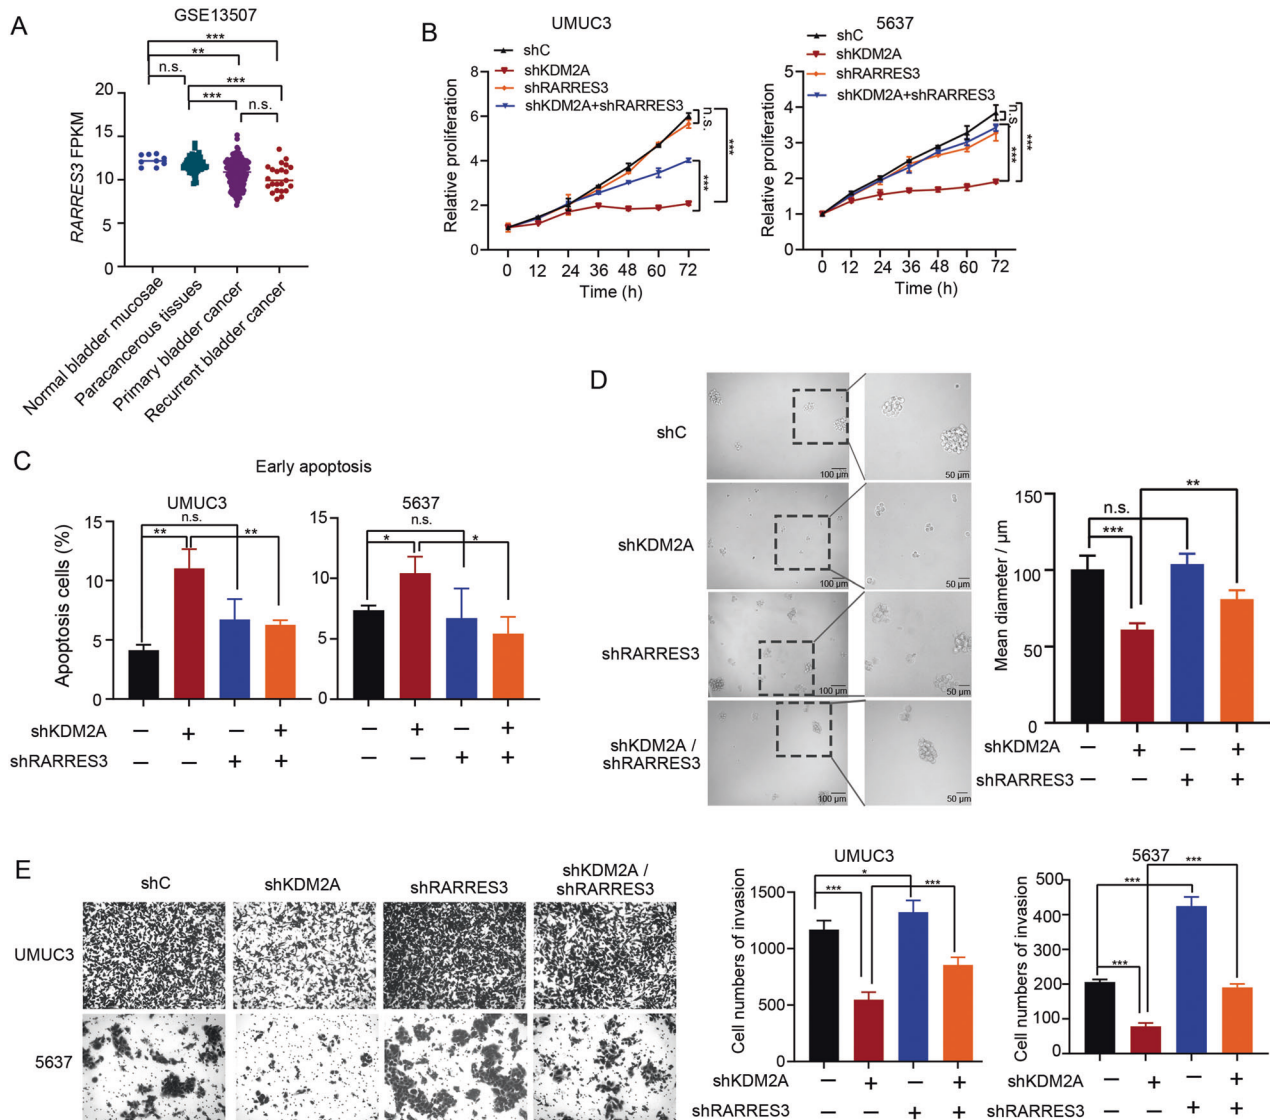 A
GSE13507
***
**
n.s.
***
***
n.s.
RARRES3 FPKM
20
15
10
5
0
Normal bladder mucosae
Paracancerous tissues
Primary bladder cancer
Recurrent bladder cancer
B
UMUC3
shC
shKDM2A
shRARRES3
shKDM2A+shRARRES3
Relative proliferation
8
6
4
2
0
0 12 24 36 48 60 72
Time (h)
n.s.
***
***
5637
shC
shKDM2A
shRARRES3
shKDM2A+shRARRES3
Relative proliferation
5
4
3
2
1
0
0 12 24 36 48 60 72
Time (h)
n.s.
***
***
C
Early apoptosis
UMUC3
n.s.
** **
Apoptosis cells (%)
15
10
5
0
5637
n.s.
* *
15
10
5
0
shKDM2A − + − + − + − +
shRARRES3 − − + + − − + +
D
shC
100 µm
50 µm
shKDM2A
100 µm
50 µm
shRARRES3
100 µm
50 µm
shKDM2A /
shRARRES3
100 µm
50 µm
**
n.s.
***
Mean diameter / µm
150
100
50
0
shKDM2A − + − +
shRARRES3 − − + +
E
shC shKDM2A shRARRES3 shKDM2A /
shRARRES3
UMUC3
5637
UMUC3
*
*** ***
Cell numbers of invasion
1500
1000
500
0
shKDM2A − + − +
shRARRES3 − − + +
5637
***
***
***
Cell numbers of invasion
500
400
300
200
100
0
shKDM2A − + − +
shRARRES3 − − + +